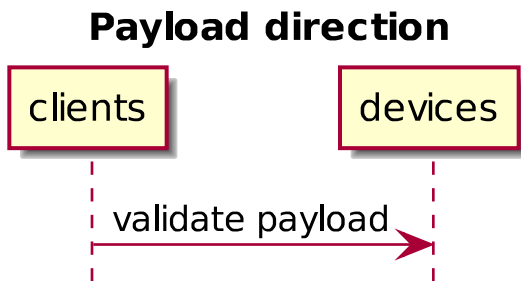 Payload direction
clients
devices
validate payload